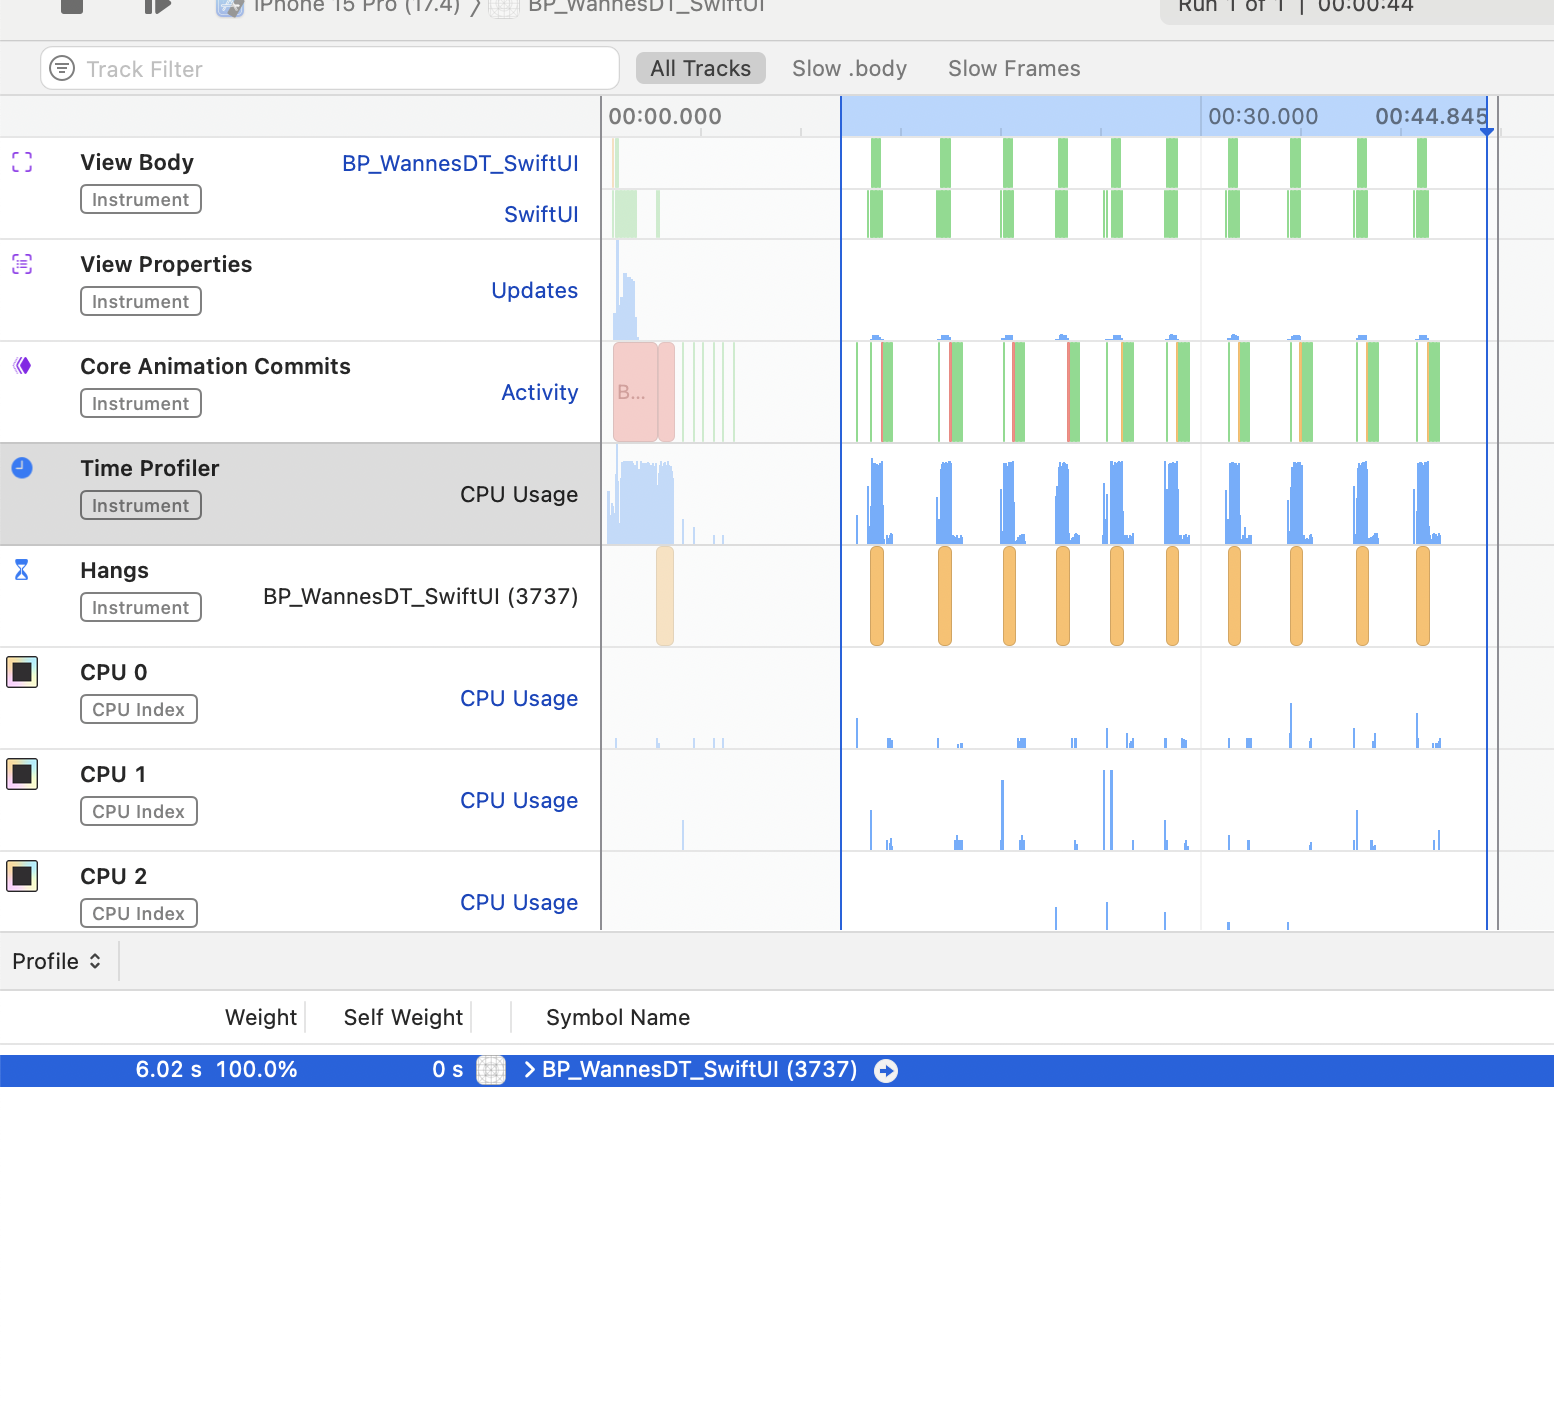 iPhone 15 Pro (17.4) BP_WannesDT_SwiftUI Run 1 of 1 | 00:00:44
Track Filter All Tracks Slow .body Slow Frames
00:00.000 00:30.000 00:44.845
View Body BP_WannesDT_SwiftUI
Instrument
SwiftUI
View Properties
Updates
Instrument
Core Animation Commits
Activity
Instrument
B...
Time Profiler
CPU Usage
Instrument
Hangs
BP_WannesDT_SwiftUI (3737)
Instrument
CPU 0
CPU Usage
CPU Index
CPU 1
CPU Usage
CPU Index
CPU 2
CPU Usage
CPU Index
Profile
Weight Self Weight Symbol Name
6.02 s 100.0% 0 s BP_WannesDT_SwiftUI (3737)